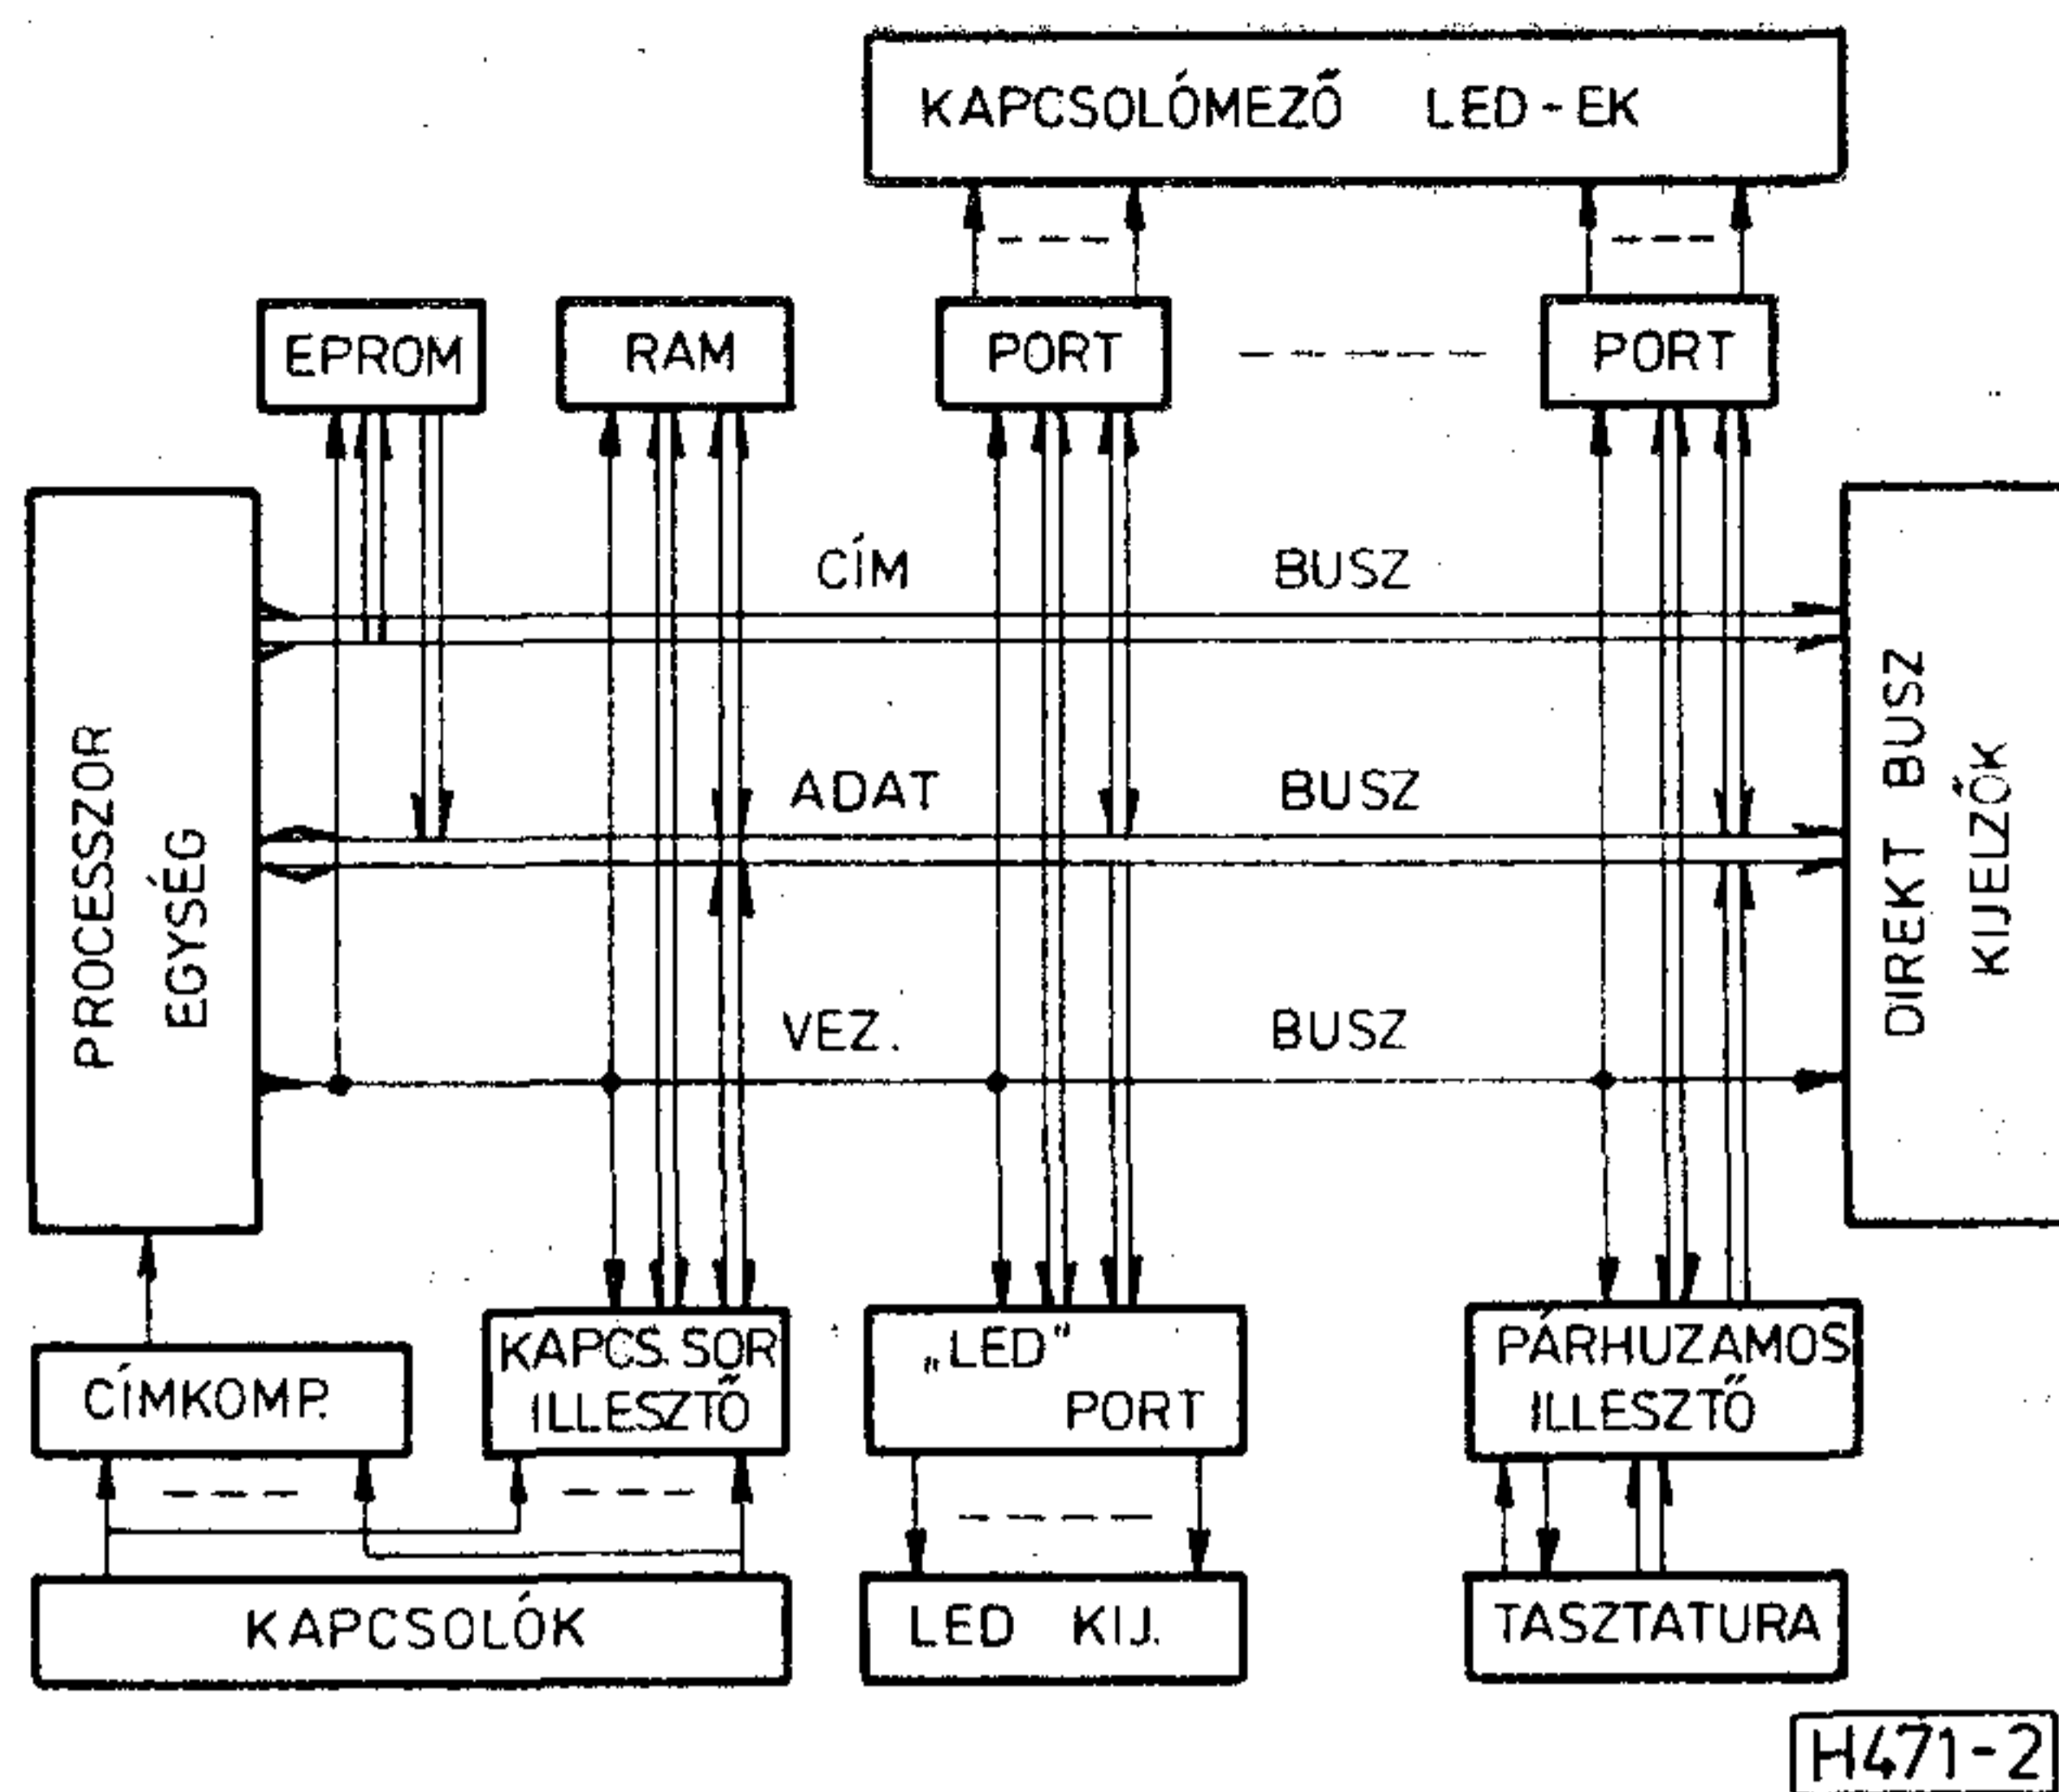 KAPCSOLÓMEZŐ LED-EK
EPROM
RAM
PORT
PORT
CÍM BUSZ
ADAT BUSZ
VEZ. BUSZ
PROCESSZOR
EGYSÉG
DIREKT BUSZ
KIJELZŐK
CÍMKOMP.
KAPCS. SOR
ILLESZTŐ
„LED”
PORT
PÁRHUZAMOS
ILLESZTŐ
KAPCSOLÓK
LED KIJ.
TASZTATURA
H471-2